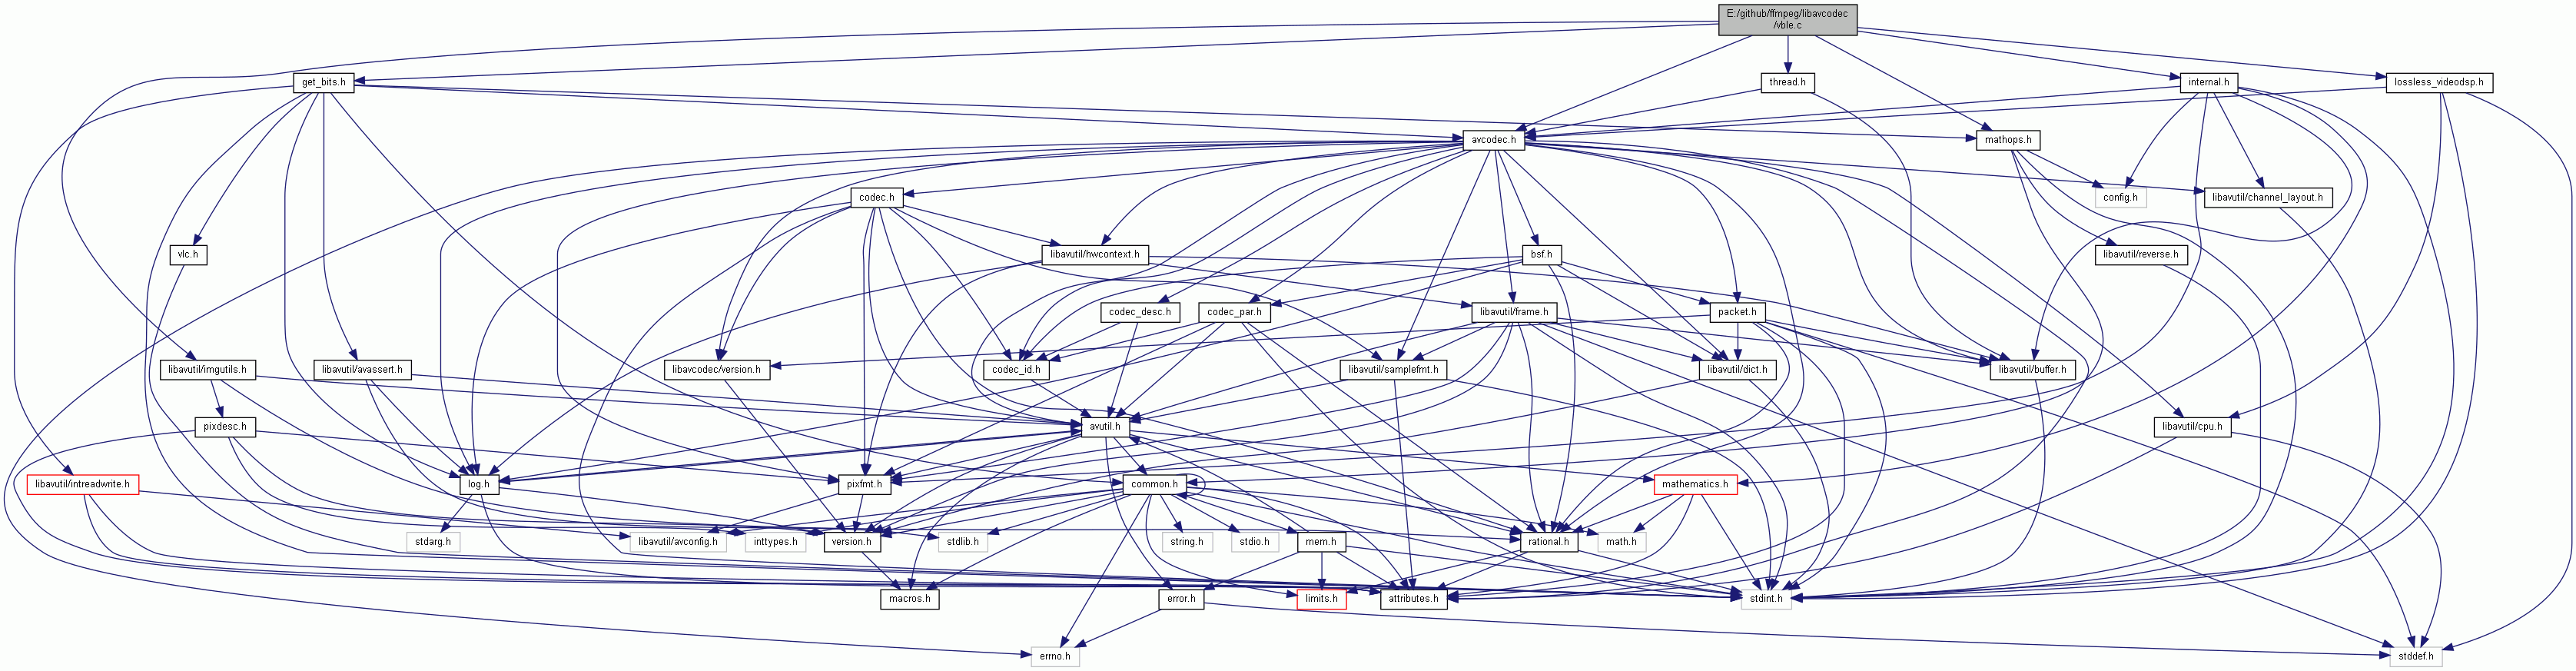 E:/github/ffmpeg/libavcodec
/vble.c
get_bits.h
thread.h
internal.h
lossless_videodsp.h
avcodec.h
mathops.h
codec.h
config.h
libavutil/channel_layout.h
vlc.h
libavutil/hwcontext.h
bsf.h
libavutil/reverse.h
codec_desc.h
codec_par.h
libavutil/frame.h
packet.h
libavutil/imgutils.h
libavutil/avassert.h
libavcodec/version.h
codec_id.h
libavutil/samplefmt.h
libavutil/dict.h
libavutil/buffer.h
pixdesc.h
avutil.h
libavutil/cpu.h
libavutil/intreadwrite.h
log.h
pixfmt.h
common.h
mathematics.h
stdarg.h
libavutil/avconfig.h
inttypes.h
version.h
stdlib.h
string.h
stdio.h
mem.h
rational.h
math.h
macros.h
error.h
limits.h
attributes.h
stdint.h
errno.h
stddef.h